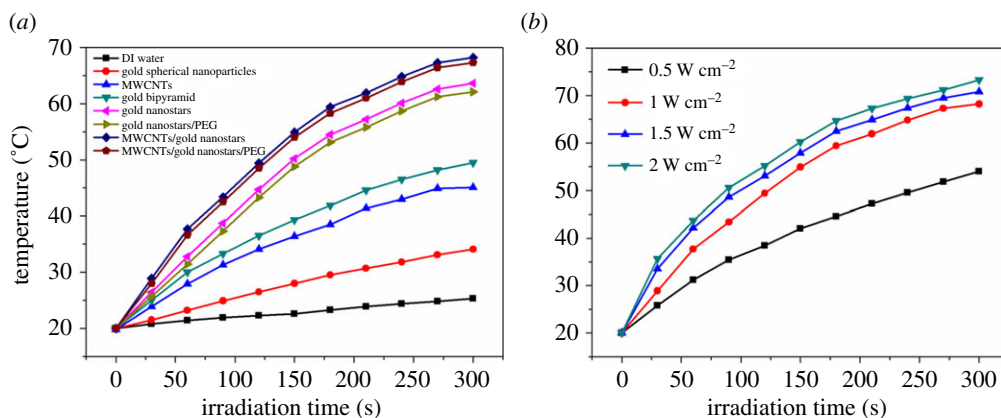 (a)
70
60
50
40
30
20
temperature (°C)
DI water
gold spherical nanoparticles
MWCNTs
gold bipyramid
gold nanostars
gold nanostars/PEG
MWCNTs/gold nanostars
MWCNTs/gold nanostars/PEG
0 50 100 150 200 250 300
irradiation time (s)
(b)
80
70
60
50
40
30
20
0.5 W cm⁻²
1 W cm⁻²
1.5 W cm⁻²
2 W cm⁻²
0 50 100 150 200 250 300
irradiation time (s)